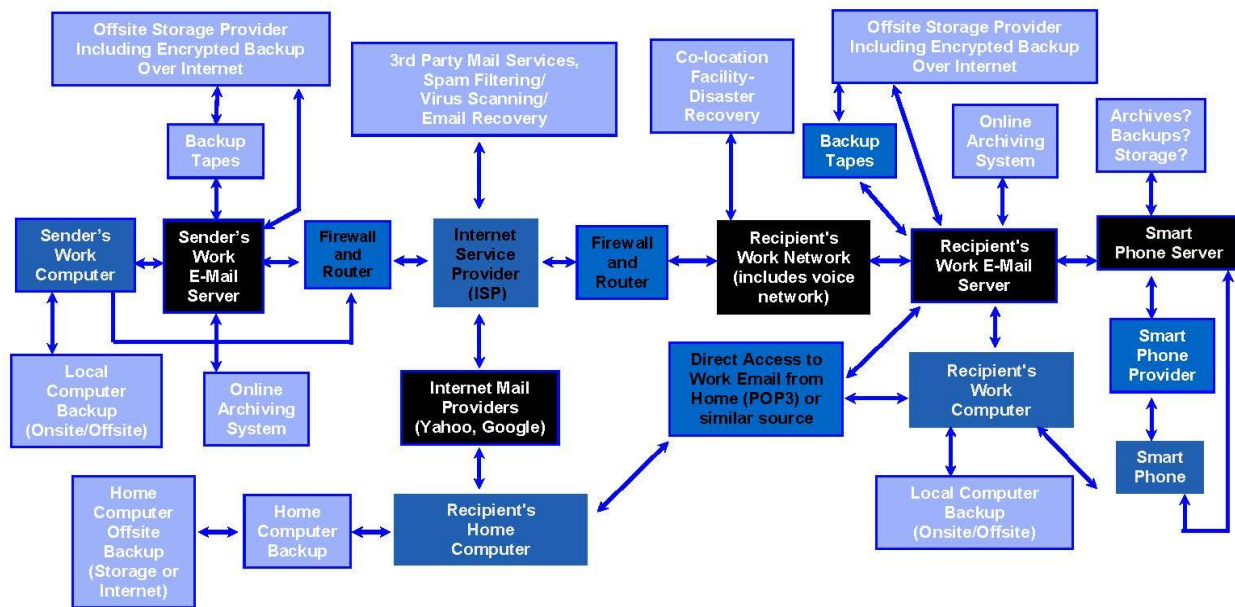 Offsite Storage Provider
Including Encrypted Backup
Over Internet
3rd Party Mail Services,
Spam Filtering/
Virus Scanning/
Email Recovery
Co-location
Facility-
Disaster
Recovery
Offsite Storage Provider
Including Encrypted Backup
Over Internet
Backup
Tapes
Backup
Tapes
Online
Archiving
System
Archives?
Backups?
Storage?
Sender's
Work
Computer
Sender's
Work
E-Mail
Server
Firewall
and
Router
Internet
Service
Provider
(ISP)
Firewall
and
Router
Recipient's
Work Network
(includes voice
network)
Recipient's
Work E-Mail
Server
Smart
Phone Server
Local
Computer
Backup
(Onsite/Offsite)
Online
Archiving
System
Internet Mail
Providers
(Yahoo, Google)
Direct Access to
Work Email from
Home (POP3) or
similar source
Recipient's
Work
Computer
Smart
Phone
Provider
Smart
Phone
Home
Computer
Offsite
Backup
(Storage or
Internet)
Home
Computer
Backup
Recipient's
Home
Computer
Local Computer
Backup
(Onsite/Offsite)